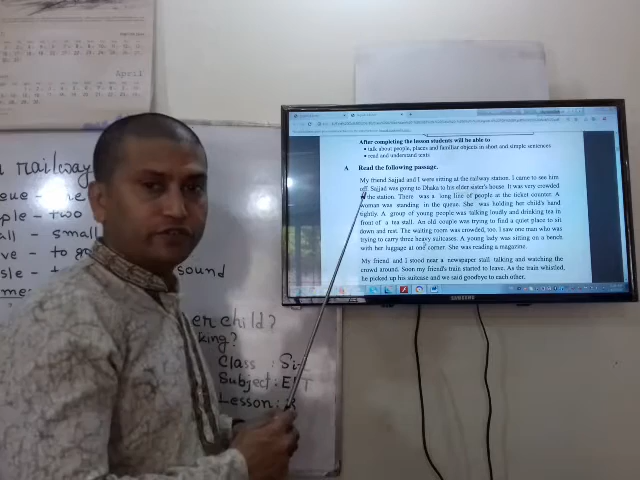 April
railway
ple - two
all - small
sound
er child?
king?
Class : Si
Subject: E T
Lesson:
After completing the lesson students will be able to
• talk about people, places and familiar objects in short and simple sentences
• read and understand texts
A Read the following passage.
My friend Sajjad and I were sitting at the railway station. I came to see him
off. Sajjad was going to Dhaka to his elder sister's house. It was very crowded
the station. There was a long line of people at the ticket counter. A
woman was standing in the queue. She was holding her child's hand
tightly. A group of young people was talking loudly and drinking tea in
front of a tea stall. An old couple was trying to find a quiet place to sit
down and rest. The waiting room was crowded, too. I saw one man who was
trying to carry three heavy suitcases. A young lady was sitting on a bench
with her luggage at one corner. She was reading a magazine.
My friend and I stood near a newspaper stall talking and watching the
crowd around. Soon my friend's train started to leave. As the train whistled,
he picked up his suitcase and we said goodbye to each other.
SAMSUNG